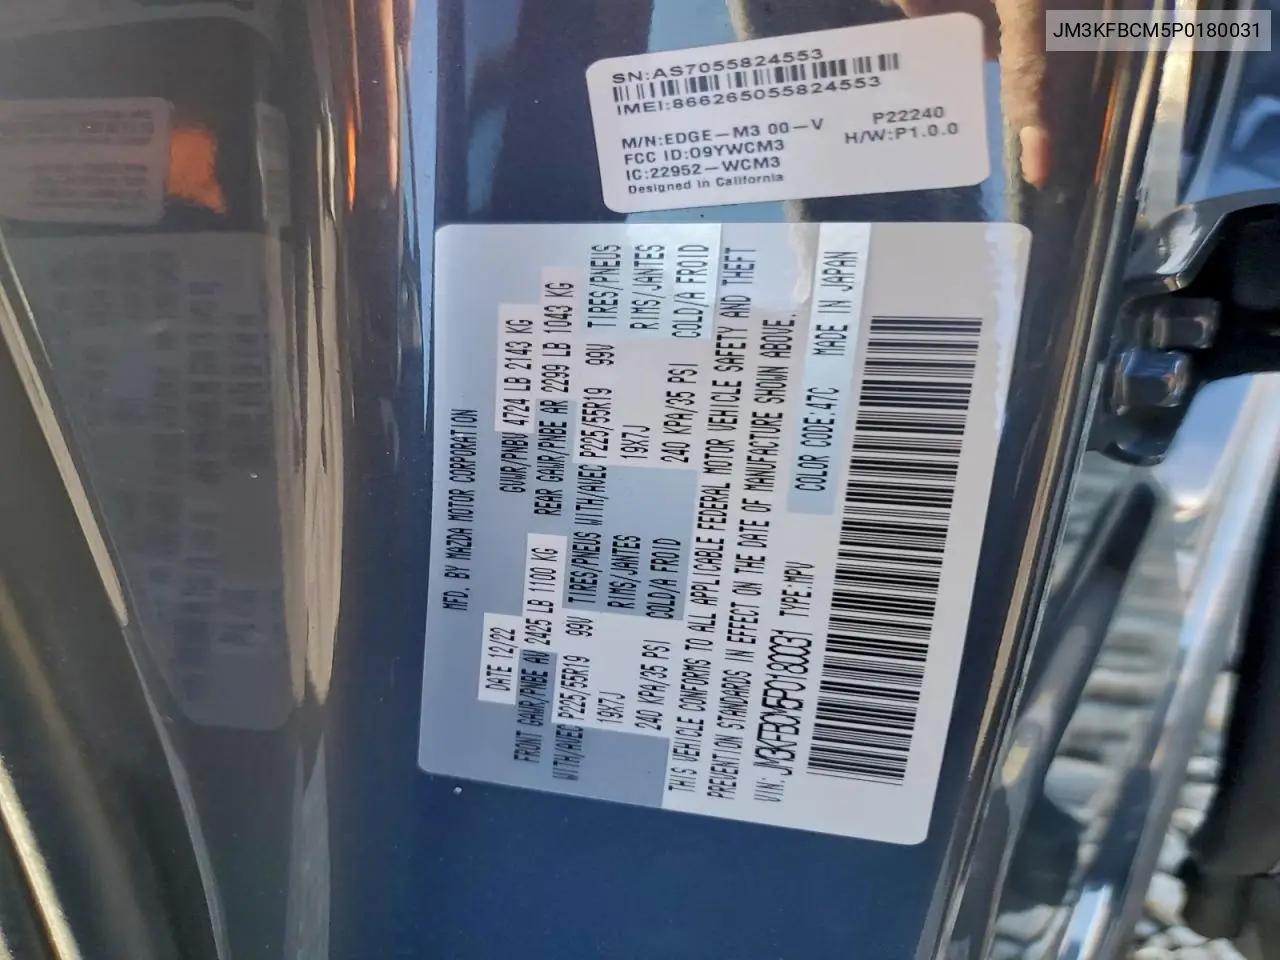 JM3KFBCM5P0180031
SN:AS7055824553
IMEI:866265055824553
M/N:EDGE-M3 00-V P22240
FCC ID:09YWCM3 H/W:P1.0.0
IC:22952-WCM3
Designed in California
MFD. BY MAZDA MOTOR CORPORATION
DATE 12/22 GVWR/PNBV 4724 LB 2143 KG
FRONT GAWR/PNBE AV 2425 LB 1100 KG REAR GAWR/PNBE AR 2299 LB 1043 KG
WITH/AVEC P225/55R19 99V TIRES/PNEUS WITH/AVEC P225/55R19 99V TIRES/PNEUS
19X7J RIMS/JANTES 19X7J RIMS/JANTES
240 KPA/35 PSI COLD/A FROID 240 KPA/35 PSI COLD/A FROID
THIS VEHICLE CONFORMS TO ALL APPLICABLE FEDERAL MOTOR VEHICLE SAFETY AND THEFT
PREVENTION STANDARDS IN EFFECT ON THE DATE OF MANUFACTURE SHOWN ABOVE.
VIN: JM3KFBCM5P0180031 TYPE:MPV
COLOR CODE:47C MADE IN JAPAN